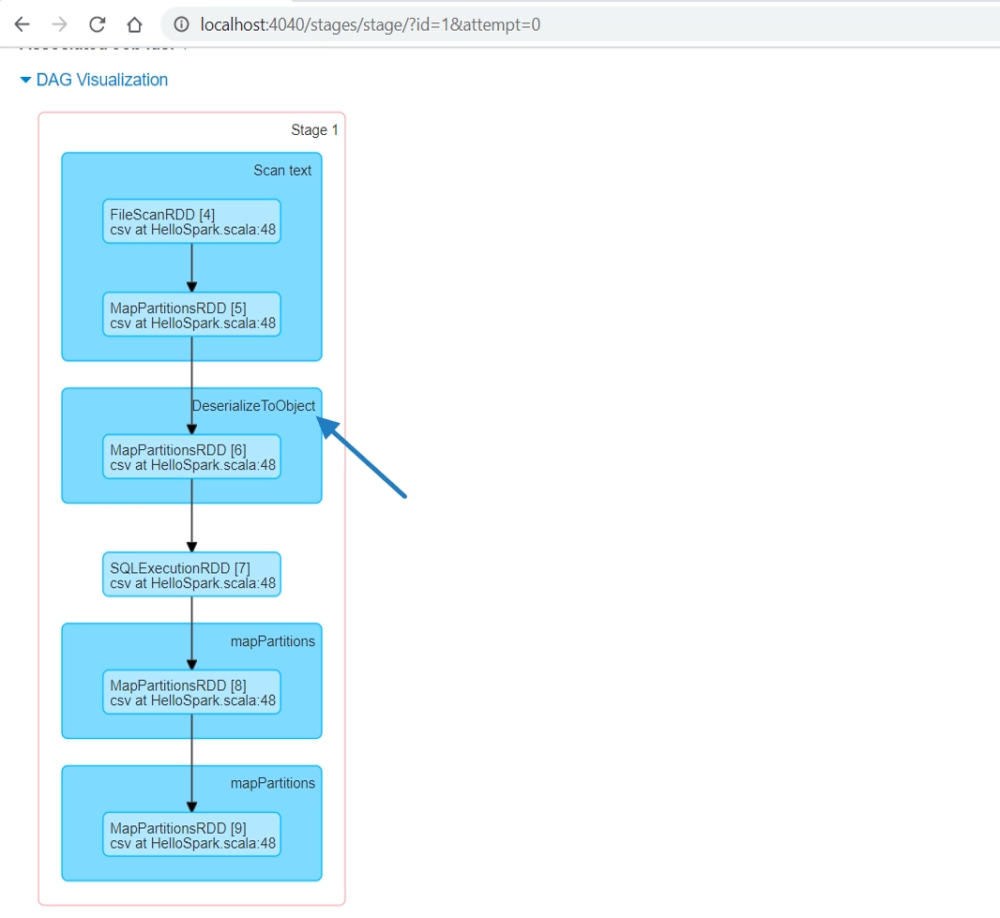 localhost:4040/stages/stage/?id=1&attempt=0
DAG Visualization
Stage 1
Scan text
FileScanRDD [4]
csv at HelloSpark.scala:48
MapPartitionsRDD [5]
csv at HelloSpark.scala:48
DeserializeToObject
MapPartitionsRDD [6]
csv at HelloSpark.scala:48
SQLExecutionRDD [7]
csv at HelloSpark.scala:48
mapPartitions
MapPartitionsRDD [8]
csv at HelloSpark.scala:48
mapPartitions
MapPartitionsRDD [9]
csv at HelloSpark.scala:48